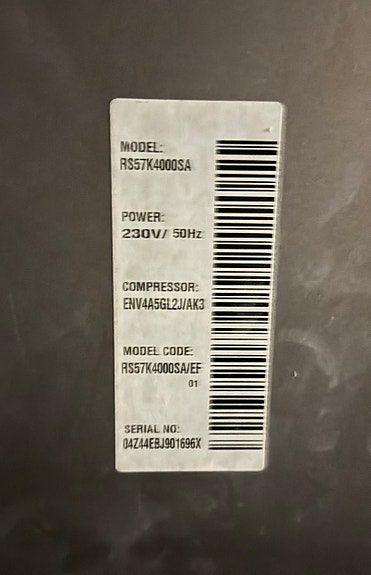 MODEL:
RS57K4000SA
POWER:
230V/ 50Hz
COMPRESSOR:
ENV4A5GL2J/AK3
MODEL CODE:
RS57K4000SA/EF
01
SERIAL NO:
04Z44EBJ901696X